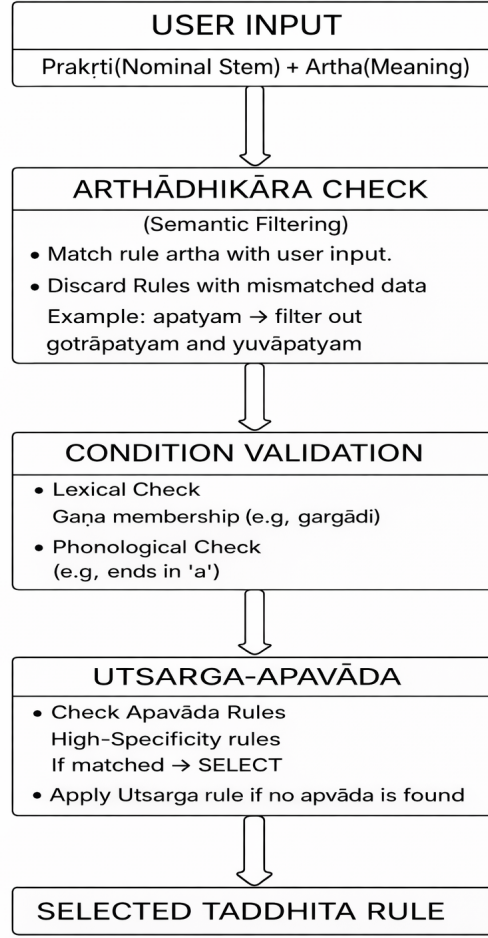 USER INPUT
Prakṛti(Nominal Stem) + Artha(Meaning)
ARTHĀDHIKĀRA CHECK
(Semantic Filtering)
• Match rule artha with user input.
• Discard Rules with mismatched data
Example: apatyam → filter out
gotrāpatyam and yuvāpatyam
CONDITION VALIDATION
• Lexical Check
Gaṇa membership (e.g, gargādi)
• Phonological Check
(e.g, ends in 'a')
UTSARGA-APAVĀDA
• Check Apavāda Rules
High-Specificity rules
If matched → SELECT
• Apply Utsarga rule if no apvāda is found
SELECTED TADDHITA RULE